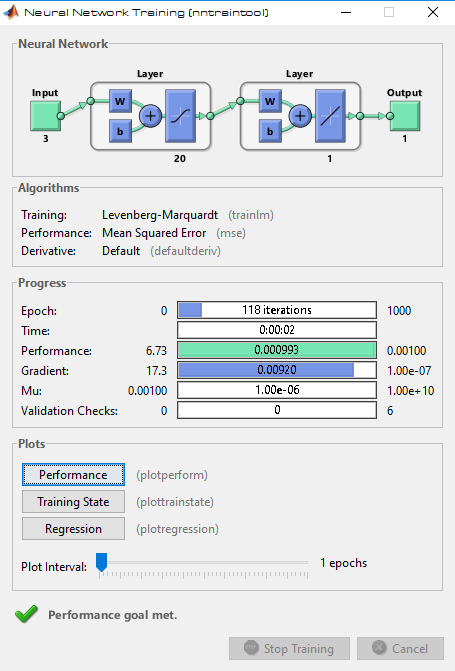 Neural Network Training (nntraintool)
Neural Network
Layer Layer
Input Output
W W
b b
3 1
20 1
Algorithms
Training: Levenberg-Marquardt (trainlm)
Performance: Mean Squared Error (mse)
Derivative: Default (defaultderiv)
Progress
Epoch: 0 118 iterations 1000
Time: 0:00:02
Performance: 6.73 0.000993 0.00100
Gradient: 17.3 0.00920 1.00e-07
Mu: 0.00100 1.00e-06 1.00e+10
Validation Checks: 0 0 6
Plots
Performance (plotperform)
Training State (plottrainstate)
Regression (plotregression)
Plot Interval: 1 epochs
Performance goal met.
Stop Training Cancel